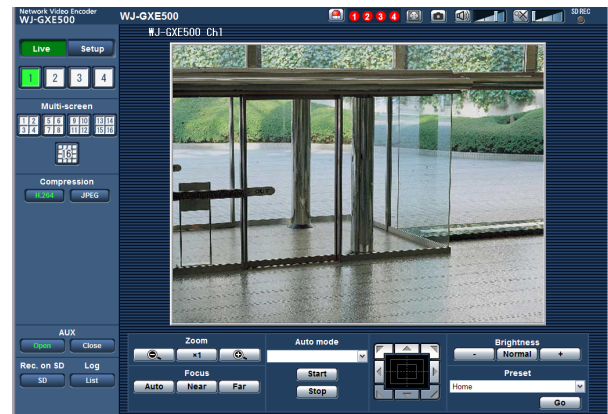 Network Video Encoder
WJ-GXE500
WJ-GXE500
1 2 3 4
SD REC
WJ-GXE500 Ch1
Live
Setup
1 2 3 4
Multi-screen
1 2 5 6 9 10 13 14
3 4 7 8 11 12 15 16
16
Compression
H.264
JPEG
AUX
Open
Close
Rec. on SD
Log
SD
List
Zoom
×1
Focus
Auto
Near
Far
Auto mode
Start
Stop
Brightness
-
Normal
+
Preset
Home
Go